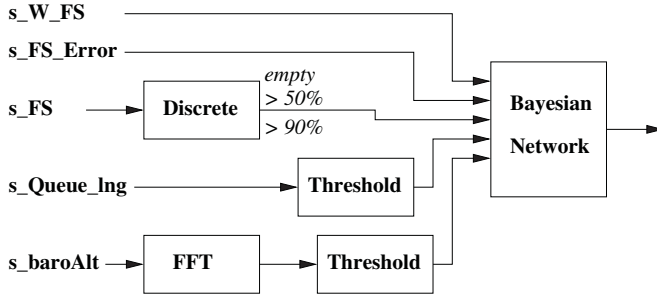 s_W_FS
s_FS_Error
s_FS
Discrete
empty
> 50%
> 90%
Bayesian
Network
s_Queue_lng
Threshold
s_baroAlt
FFT
Threshold